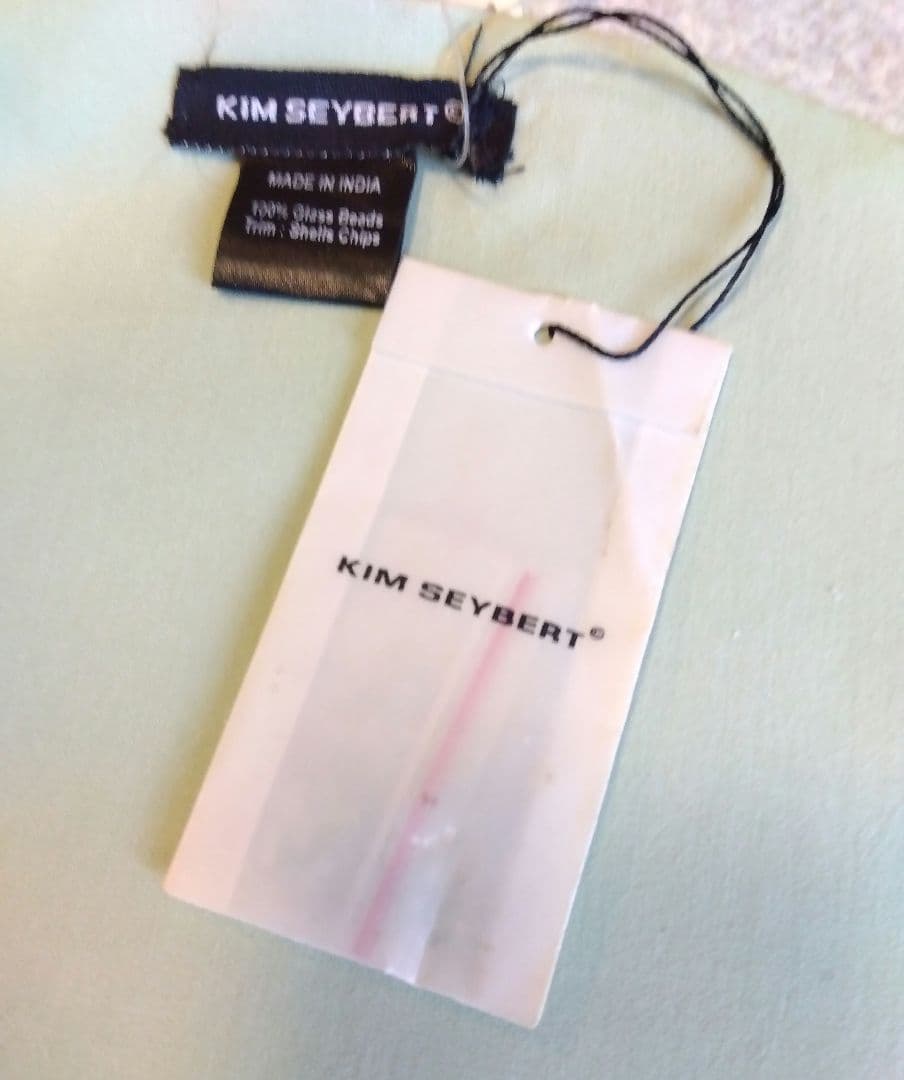 KIM SEYBERT©
MADE IN INDIA
100% Glass Beads
Trim : Shells Chips
KIM SEYBERT©